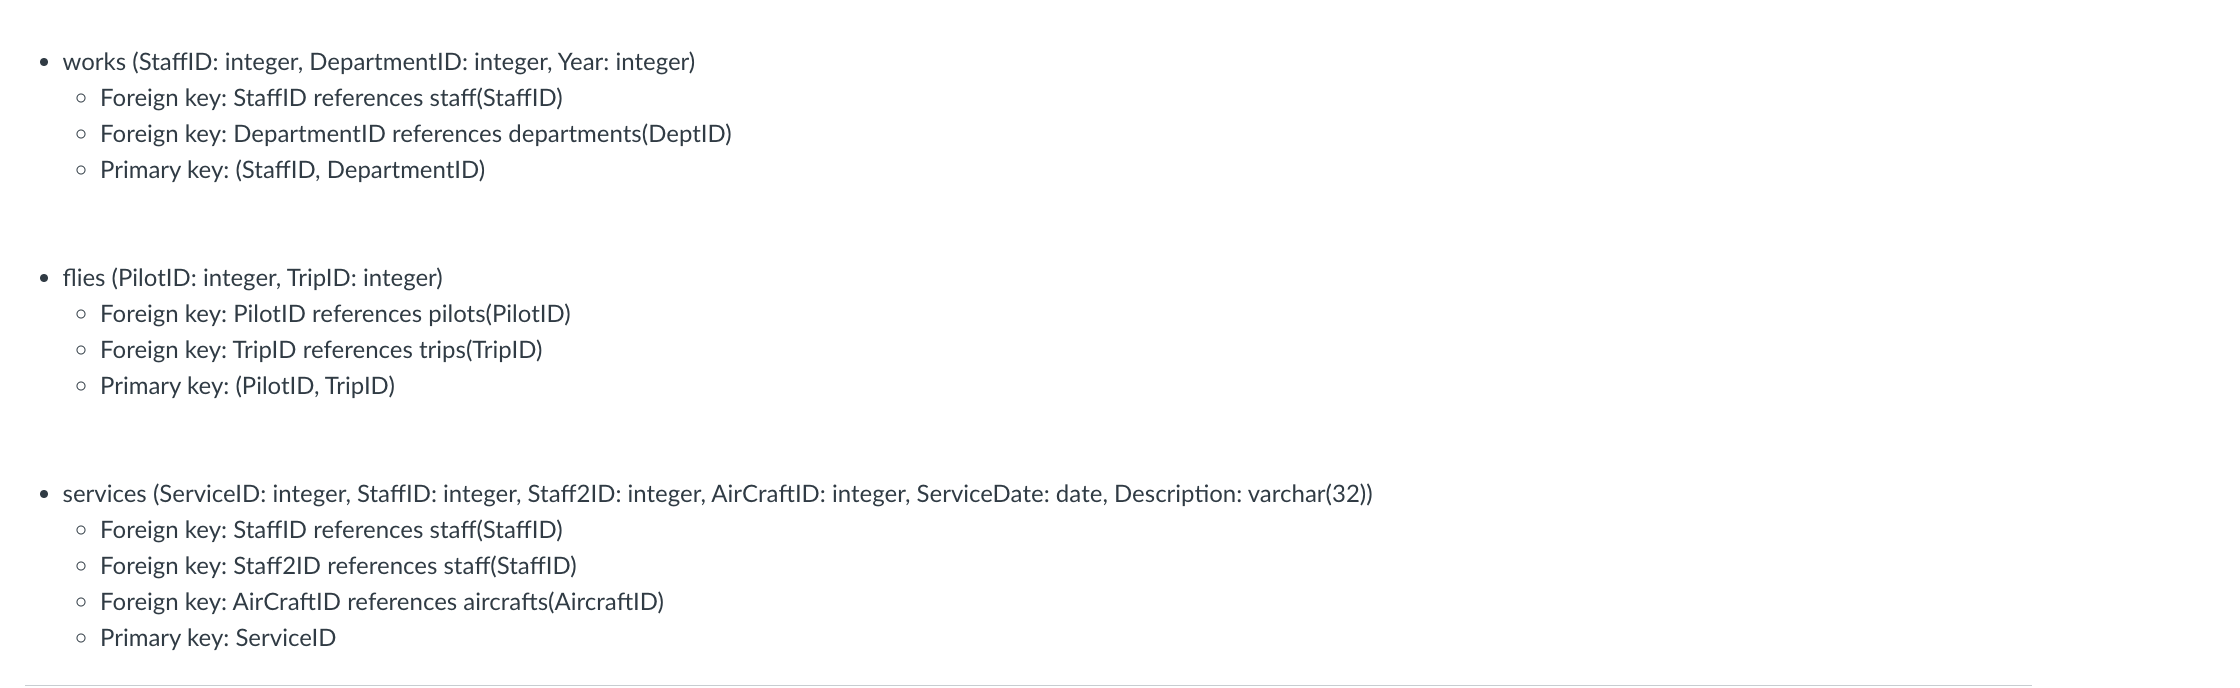 works (StaffID: integer, DepartmentID: integer, Year: integer)
Foreign key: StaffID references staff(StaffID)
Foreign key: DepartmentID references departments(DeptID)
Primary key: (StaffID, DepartmentID)
flies (PilotID: integer, TripID: integer)
Foreign key: PilotID references pilots(PilotID)
Foreign key: TripID references trips(TripID)
Primary key: (PilotID, TripID)
services (ServiceID: integer, StaffID: integer, Staff2ID: integer, AirCraftID: integer, ServiceDate: date, Description: varchar(32))
Foreign key: StaffID references staff(StaffID)
Foreign key: Staff2ID references staff(StaffID)
Foreign key: AirCraftID references aircrafts(AircraftID)
Primary key: ServiceID